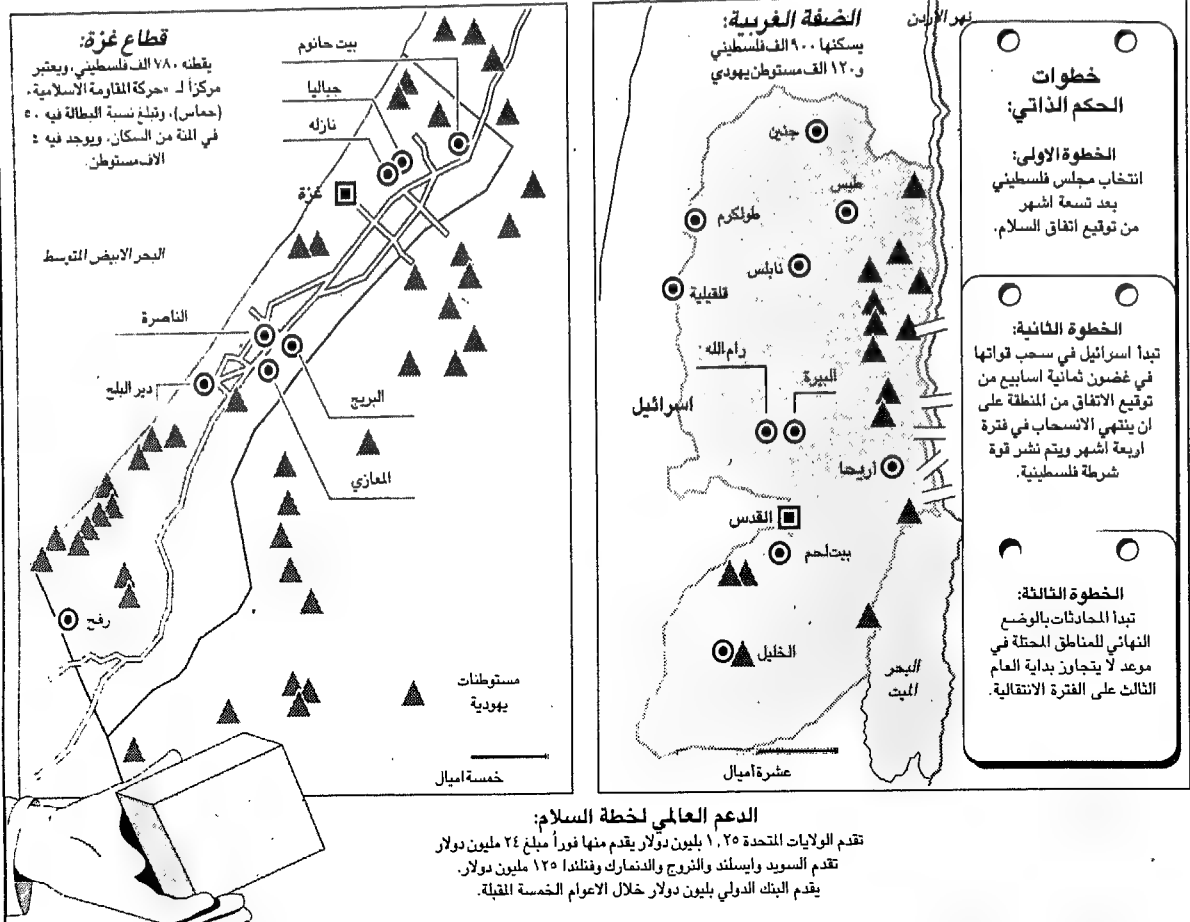 خطوات
الحكم الذاتي:
الخطوة الاولى:
انتخاب مجلس فلسطيني
بعد تسعة اشهر
من توقيع اتفاق السلام.
الخطوة الثانية:
تبدأ اسرائيل في سحب قواتها
في غضون ثمانية اسابيع من
توقيع الاتفاق من المنطقة على
ان ينتهي الانسحاب في فترة
اربعة اشهر ويتم نشر قوة
شرطة فلسطينية.
الخطوة الثالثة:
تبدأ المحادثات بالوضع
النهائي للمناطق المحتلة في
موعد لا يتجاوز بداية العام
الثالث على الفترة الانتقالية.
نهر الأردن
الضفة الغربية:
يسكنها ٩٠٠ الف فلسطيني
و١٢٠ الف مستوطن يهودي
جنين
طبس
طولكرم
نابلس
قلقيلية
رام الله
البيرة
اسرائيل
اريحا
القدس
بيت لحم
الخليل
البحر
الميت
عشرة اميال
قطاع غزة:
يقطنه ٧٨٠ الف فلسطيني، ويعتبر
مركزاً لـ «حركة المقاومة الاسلامية»
(حماس)، وتبلغ نسبة البطالة فيه ٥٠
في المئة من السكان، ويوجد فيه ٤
الاف مستوطن.
بيت حانوم
جباليا
نازله
غزة
البحر الابيض المتوسط
الناصرة
دير البلح
البريج
المعازي
رفح
مستوطنات
يهودية
خمسة اميال
الدعم العالمي لخطة السلام:
تقدم الولايات المتحدة ١,٢٥ بليون دولار يقدم منها فوراً مبلغ ٢٤ مليون دولار
تقدم السويد وايسلند والنروج والدنمارك وفنلندا ١٢٥ مليون دولار.
يقدم البنك الدولي بليون دولار خلال الاعوام الخمسة المقبلة.